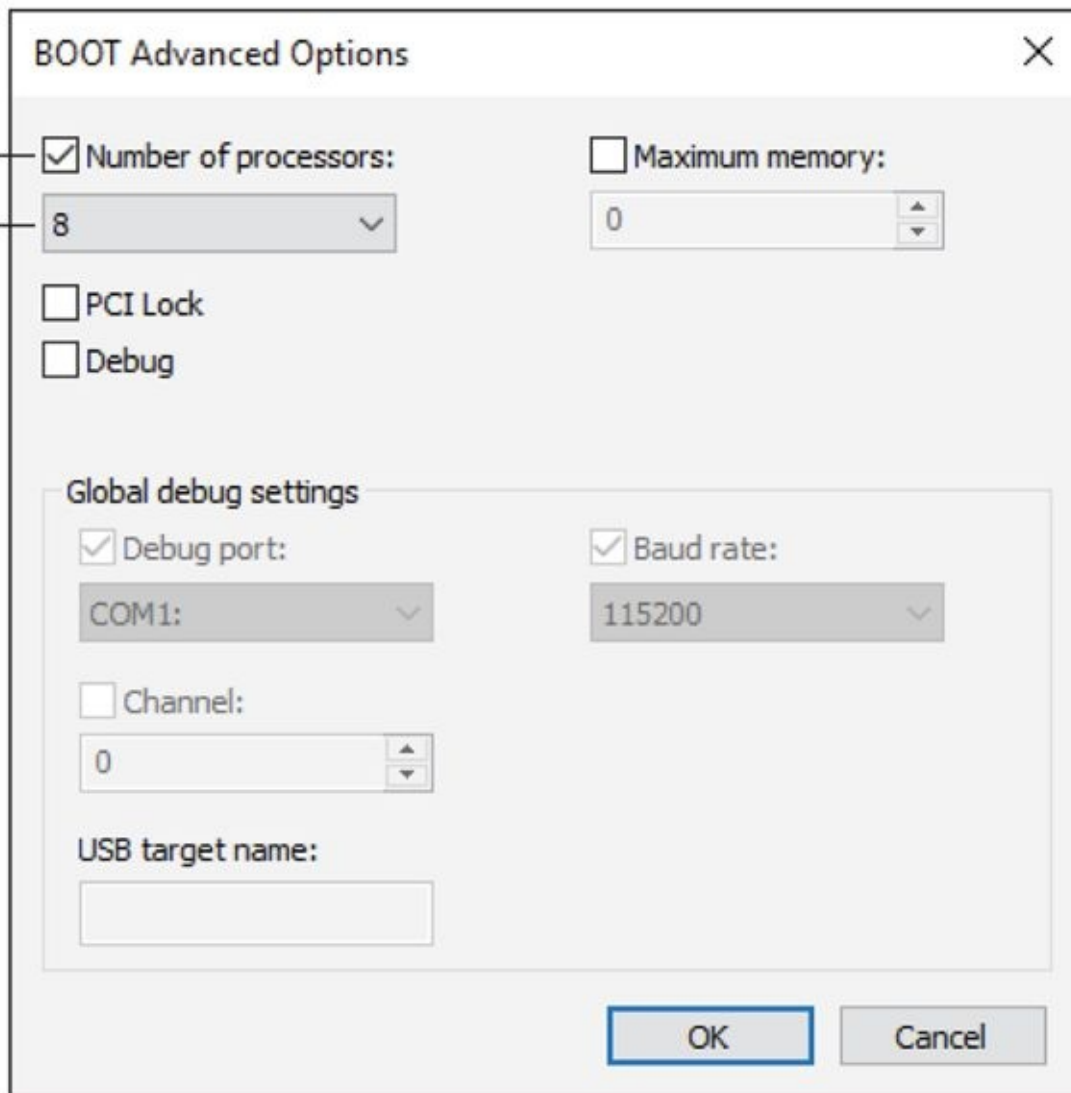 BOOT Advanced Options
Number of processors: Maximum memory:
8 0
PCI Lock
Debug
Global debug settings
Debug port: Baud rate:
COM1: 115200
Channel:
0
USB target name:
OK Cancel